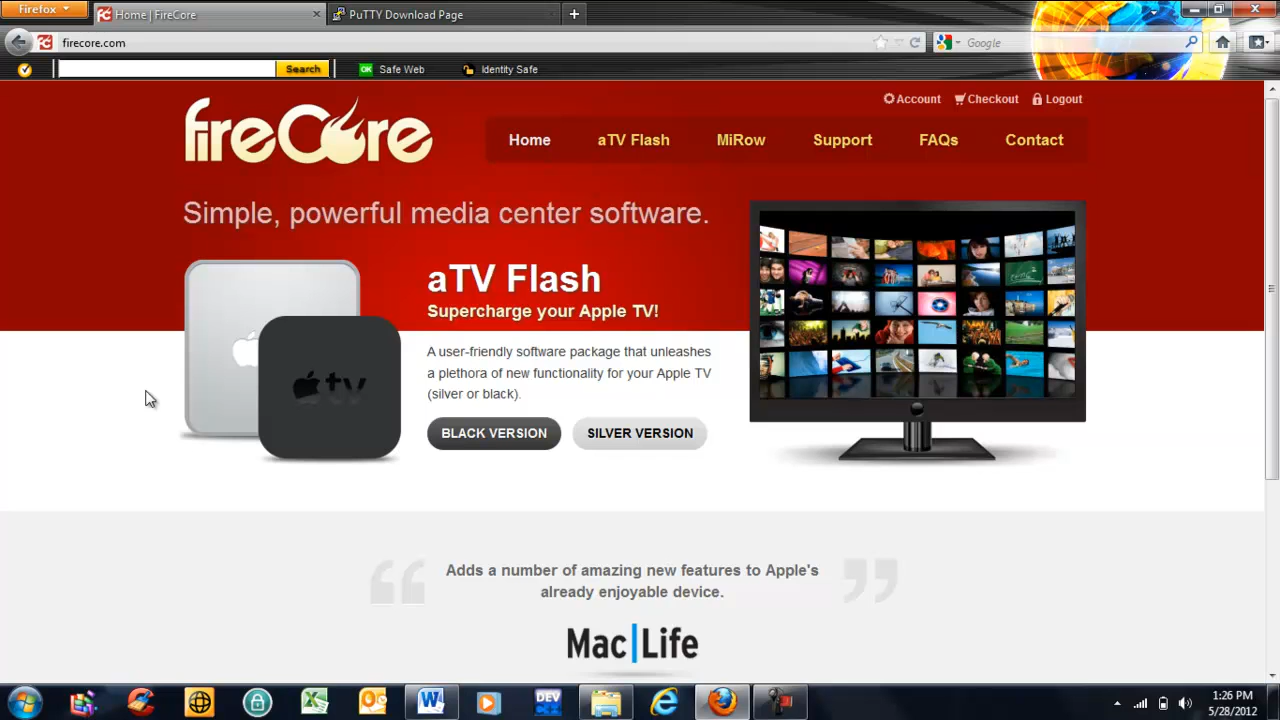 Firefox
Home | FireCore
PuTTY Download Page
firecore.com
Google
Search
OK Safe Web
Identity Safe
Account
Checkout
Logout
fireCore
Home
aTV Flash
MiRow
Support
FAQs
Contact
Simple, powerful media center software.
aTV Flash
Supercharge your Apple TV!
A user-friendly software package that unleashes
a plethora of new functionality for your Apple TV
(silver or black).
BLACK VERSION
SILVER VERSION
tv
Adds a number of amazing new features to Apple's
already enjoyable device.
Mac|Life
DEV
1:26 PM
5/28/2012